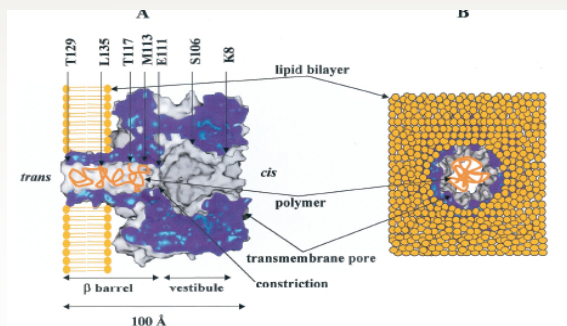 A
B
T129
L135
T117
M113
E111
S106
K8
lipid bilayer
trans
cis
polymer
transmembrane pore
constriction
β barrel
vestibule
100 Å